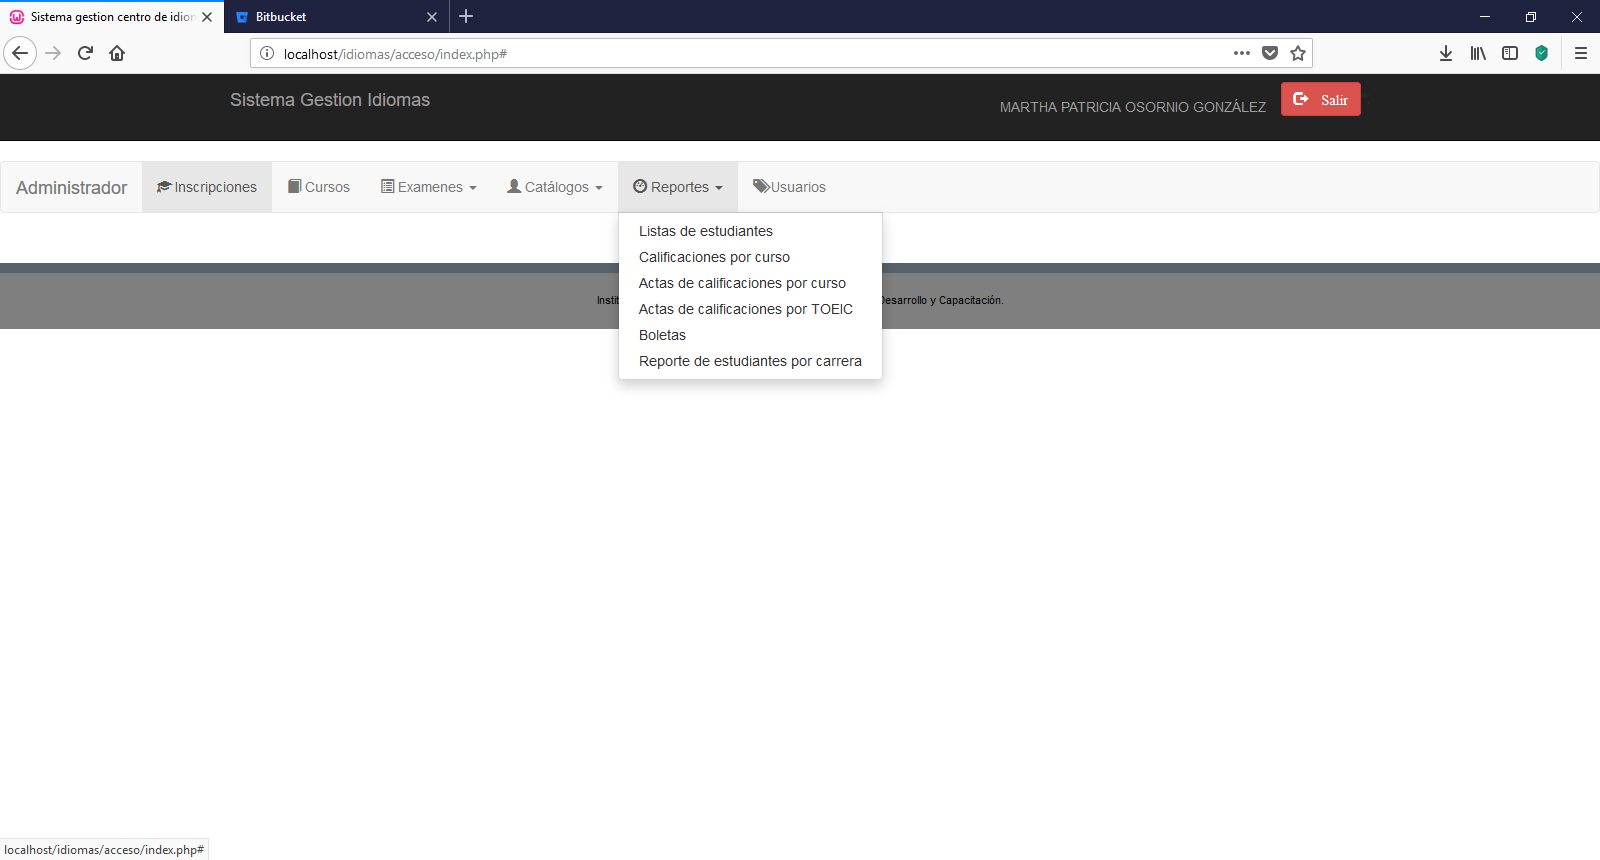 Sistema gestion centro de idion
Bitbucket
localhost/idiomas/acceso/index.php#
Sistema Gestion Idiomas
MARTHA PATRICIA OSORNIO GONZÁLEZ
Salir
Administrador
Inscripciones
Cursos
Examenes
Catálogos
Reportes
Usuarios
Listas de estudiantes
Calificaciones por curso
Actas de calificaciones por curso
Actas de calificaciones por TOEIC
Boletas
Reporte de estudiantes por carrera
Instit
Desarrollo y Capacitación.
localhost/idiomas/acceso/index.php#